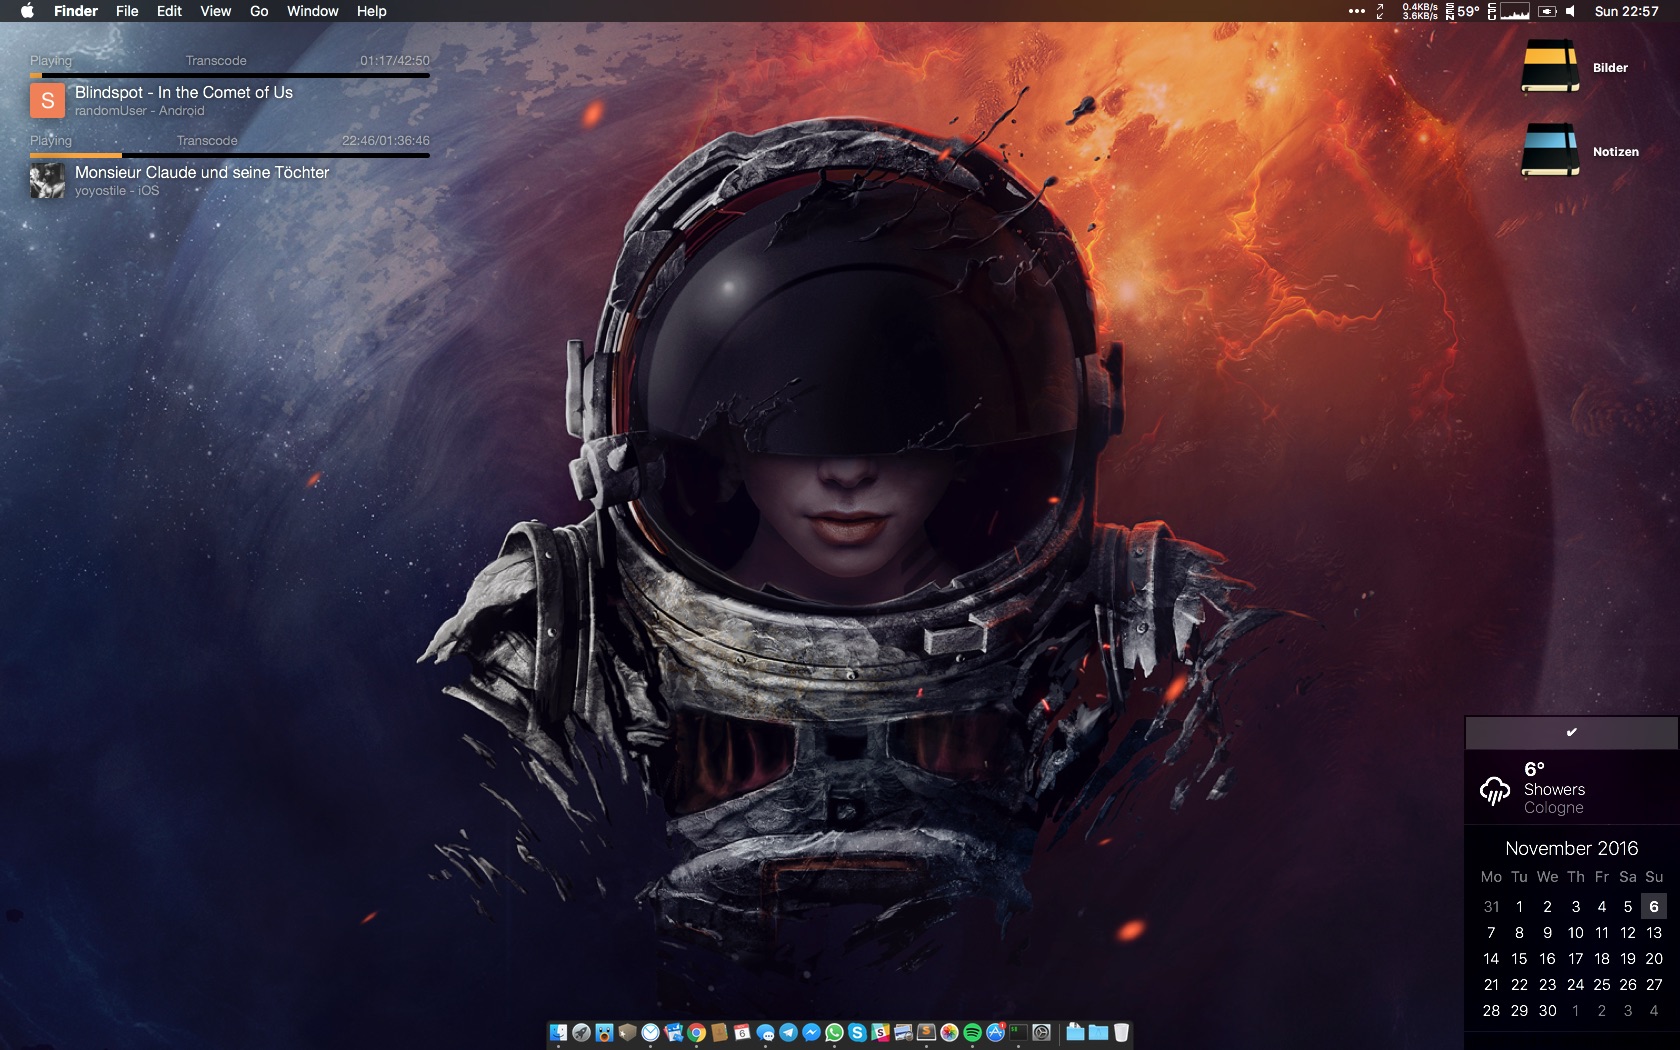 Finder File Edit View Go Window Help
0.4KB/s
3.6KB/s
SEN 59° CPU Sun 22:57
Playing Transcode 01:17/42:50
S
Blindspot - In the Comet of Us
randomUser - Android
Playing Transcode 22:46/01:36:46
Monsieur Claude und seine Töchter
yoyostile - iOS
Bilder
Notizen
✔
6°
Showers
Cologne
November 2016
Mo Tu We Th Fr Sa Su
31 1 2 3 4 5 6
7 8 9 10 11 12 13
14 15 16 17 18 19 20
21 22 23 24 25 26 27
28 29 30 1 2 3 4